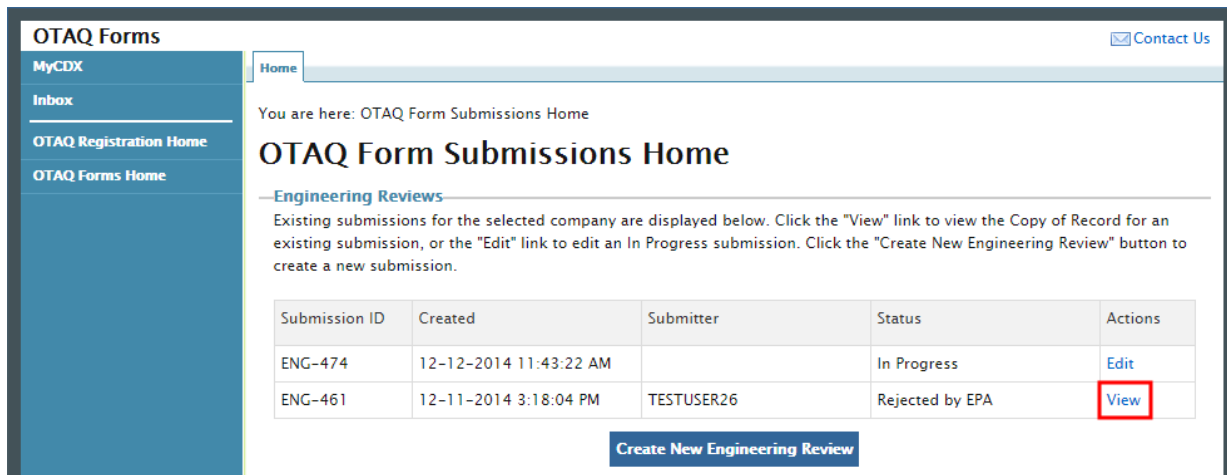 OTAQ Forms
Contact Us
MyCDX
Home
Inbox
You are here: OTAQ Form Submissions Home
OTAQ Registration Home
OTAQ Form Submissions Home
OTAQ Forms Home
Engineering Reviews
Existing submissions for the selected company are displayed below. Click the "View" link to view the Copy of Record for an
existing submission, or the "Edit" link to edit an In Progress submission. Click the "Create New Engineering Review" button to
create a new submission.
Submission ID Created Submitter Status Actions
ENG-474 12-12-2014 11:43:22 AM In Progress Edit
ENG-461 12-11-2014 3:18:04 PM TESTUSER26 Rejected by EPA View
Create New Engineering Review